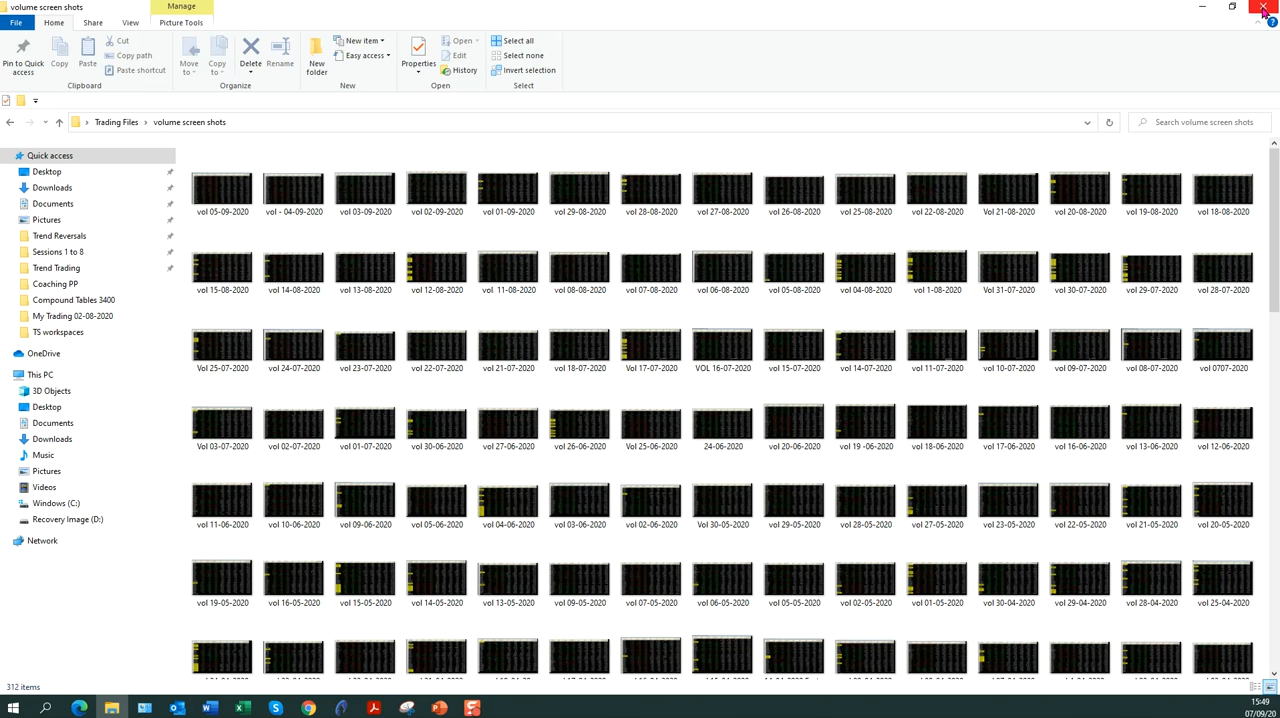 volume screen shots
Manage
File
Home
Share
View
Picture Tools
Pin to Quick access
Copy
Paste
Cut
Copy path
Paste shortcut
Clipboard
Move to
Copy to
Delete
Rename
Organize
New folder
New item
Easy access
New
Properties
Open
Edit
History
Open
Select all
Select none
Invert selection
Select
Trading Files
volume screen shots
Search volume screen shots
Quick access
Desktop
Downloads
Documents
Pictures
Trend Reversals
Sessions 1 to 8
Trend Trading
Coaching PP
Compound Tables 3400
My Trading 02-08-2020
TS workspaces
OneDrive
This PC
3D Objects
Desktop
Documents
Downloads
Music
Pictures
Videos
Windows (C:)
Recovery Image (D:)
Network
vol 05-09-2020 vol - 04-09-2020 vol 03-09-2020 vol 02-09-2020 vol 01-09-2020 vol 29-08-2020 vol 28-08-2020 vol 27-08-2020 vol 26-08-2020 vol 25-08-2020 vol 22-08-2020 Vol 21-08-2020 vol 20-08-2020 vol 19-08-2020 vol 18-08-2020
vol 15-08-2020 vol 14-08-2020 vol 13-08-2020 vol 12-08-2020 vol. 11-08-2020 vol 08-08-2020 vol 07-08-2020 vol 06-08-2020 vol 05-08-2020 vol 04-08-2020 vol 1-08-2020 Vol 31-07-2020 vol 30-07-2020 vol 29-07-2020 vol 28-07-2020
Vol 25-07-2020 vol 24-07-2020 vol 23-07-2020 vol 22-07-2020 vol 21-07-2020 vol 18-07-2020 Vol 17-07-2020 VOL 16-07-2020 vol 15-07-2020 vol 14-07-2020 vol 11-07-2020 vol 10-07-2020 vol 09-07-2020 vol 08-07-2020 vol 0707-2020
Vol 03-07-2020 vol 02-07-2020 vol 01-07-2020 vol 30-06-2020 vol 27-06-2020 vol 26-06-2020 Vol 25-06-2020 24-06-2020 vol 20-06-2020 vol 19 -06-2020 vol 18-06-2020 vol 17-06-2020 vol 16-06-2020 vol 13-06-2020 vol 12-06-2020
vol 11-06-2020 vol 10-06-2020 vol 09-06-2020 vol 05-06-2020 vol 04-06-2020 vol 03-06-2020 vol 02-06-2020 Vol 30-05-2020 vol 29-05-2020 vol 28-05-2020 vol 27-05-2020 vol 23-05-2020 vol 22-05-2020 vol 21-05-2020 vol 20-05-2020
vol 19-05-2020 vol 16-05-2020 vol 15-05-2020 vol 14-05-2020 vol 13-05-2020 vol 09-05-2020 vol 07-05-2020 vol 06-05-2020 vol 05-05-2020 vol 02-05-2020 vol 01-05-2020 vol 30-04-2020 vol 29-04-2020 vol 28-04-2020 vol 25-04-2020
312 items
15:49
07/09/20